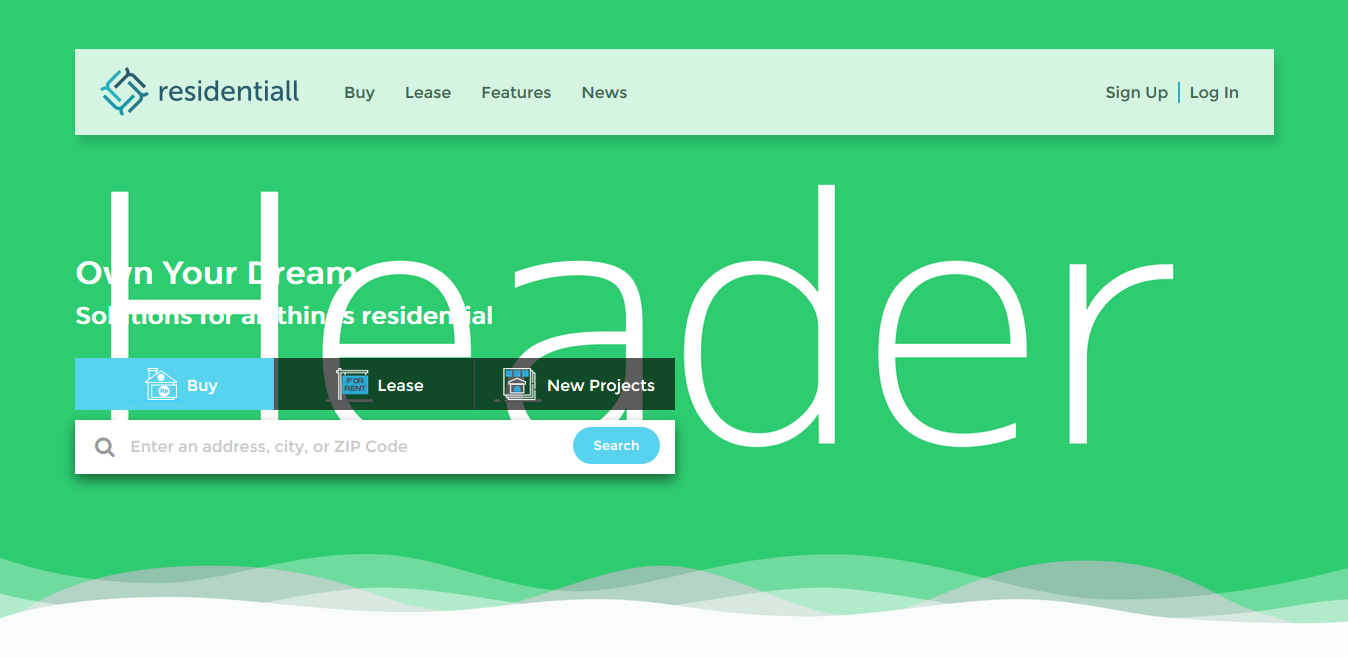 residentiall Buy Lease Features News Sign Up Log In
Header
Own Your Dream
Solutions for all things residential
Buy FOR RENT Lease New Projects
Enter an address, city, or ZIP Code Search